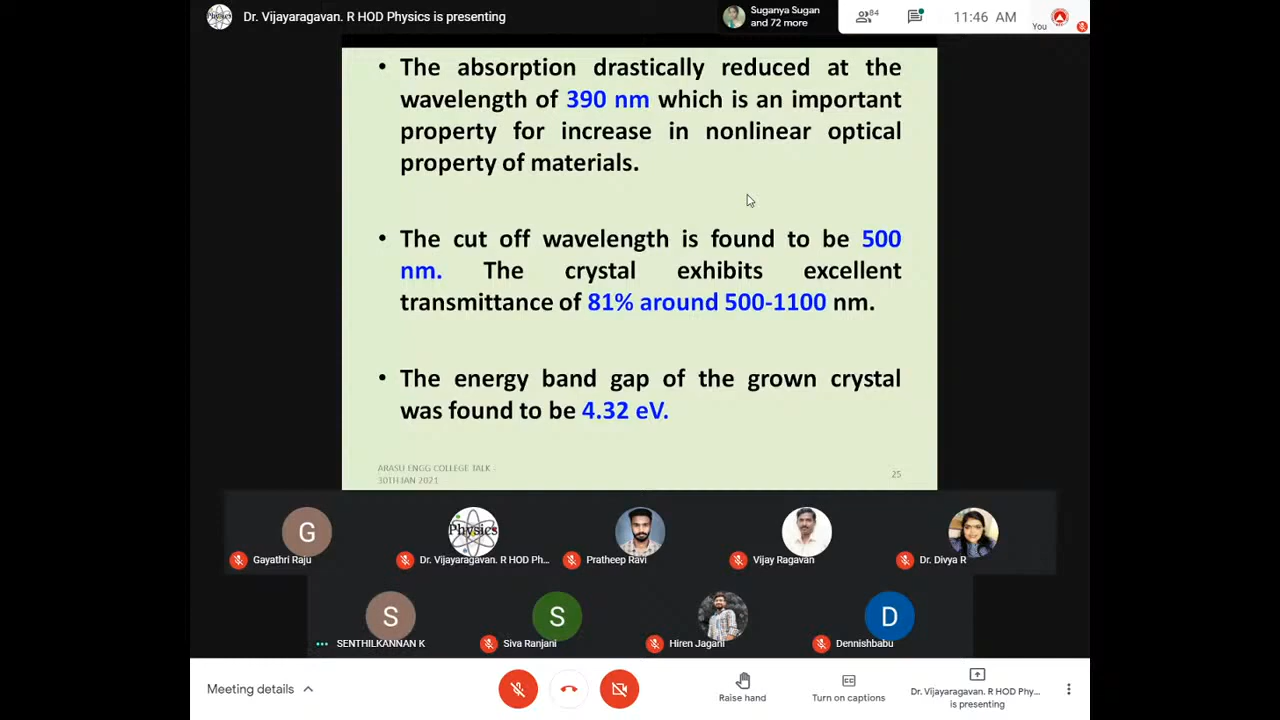 Physics
Dr. Vijayaragavan. R HOD Physics is presenting
Suganya Sugan
and 72 more
84
11:46 AM
You
• The absorption drastically reduced at the
wavelength of 390 nm which is an important
property for increase in nonlinear optical
property of materials.
• The cut off wavelength is found to be 500
nm. The crystal exhibits excellent
transmittance of 81% around 500-1100 nm.
• The energy band gap of the grown crystal
was found to be 4.32 eV.
ARASU ENGG COLLEGE TALK -
30TH JAN 2021
25
G
Physics
Gayathri Raju
Dr. Vijayaragavan. R HOD Ph...
Pratheep Ravi
Vijay Ragavan
Dr. Divya R
S
S
D
SENTHILKANNAN K
Siva Ranjani
Hiren Jagani
Dennishbabu
Meeting details
Raise hand
CC
Turn on captions
Dr. Vijayaragavan. R HOD Phy...
is presenting